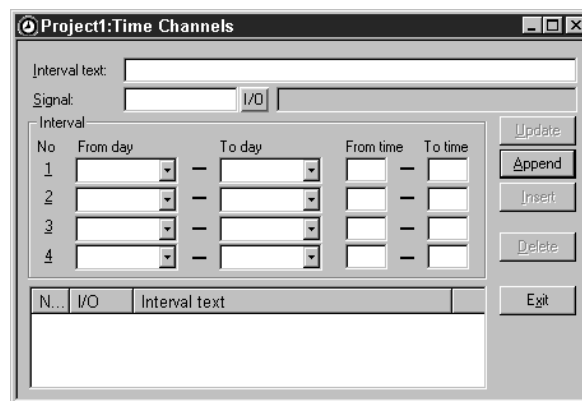 Project1:Time Channels
Interval text:
Signal: I/O
Interval
Update
No From day To day From time To time
Append
1 — —
2 — —
Insert
3 — —
4 — —
Delete
N... I/O Interval text
Exit